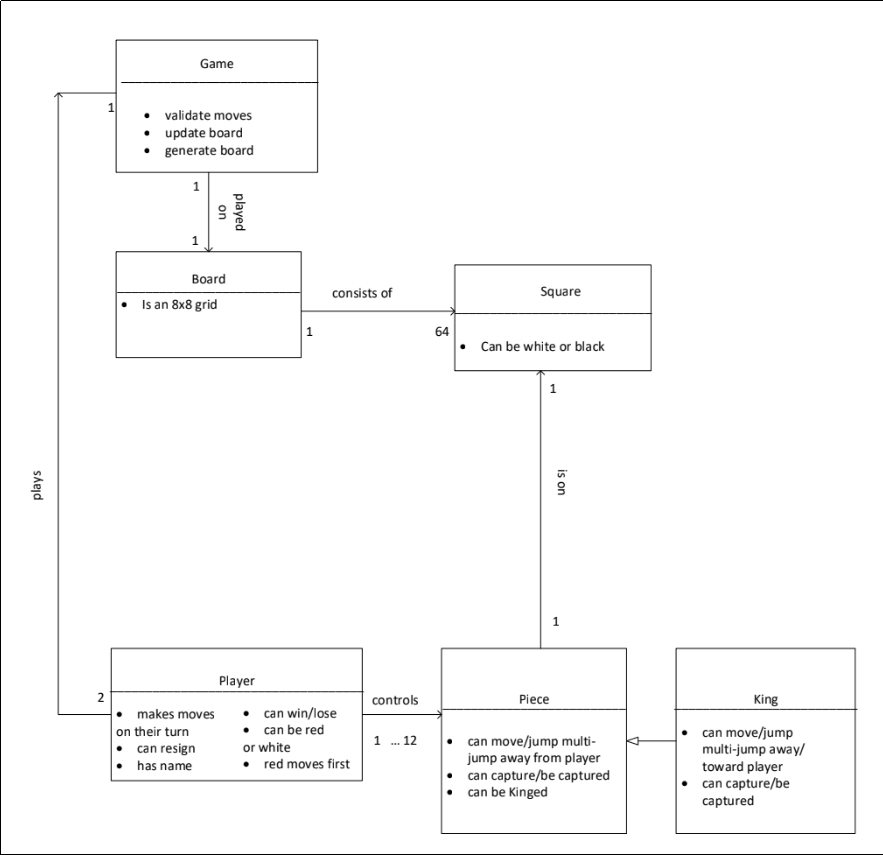 Game
1
• validate moves
• update board
• generate board
1
played
on
1
Board
• Is an 8x8 grid
consists of
1
64
Square
• Can be white or black
1
is on
1
plays
2
Player
• makes moves
on their turn
• can resign
• has name
• can win/lose
• can be red
or white
• red moves first
controls
1 ... 12
Piece
• can move/jump multi-
jump away from player
• can capture/be captured
• can be Kinged
King
• can move/jump
multi-jump away/
toward player
• can capture/be
captured